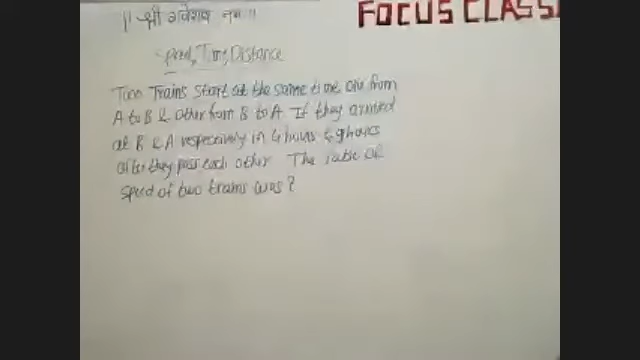 || श्री गणेशाय नमः ||
FOCUS CLASS
Speed, Time, Distance
Two Trains Start at the same time one from
A to B & other from B to A If they arrived
at B & A respectively in 4 hours & 9 hours
after they pass each other The ratio of
speed of two trains was?